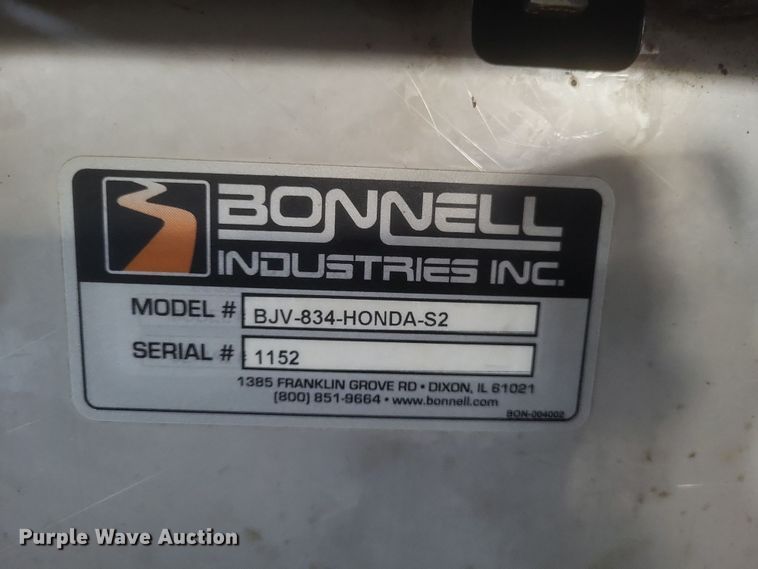 BONNELL
INDUSTRIES INC.
MODEL # BJV-834-HONDA-S2
SERIAL # 1152
1385 FRANKLIN GROVE RD • DIXON, IL 61021
(800) 851-9664 • www.bonnell.com
BON-004002
Purple Wave Auction